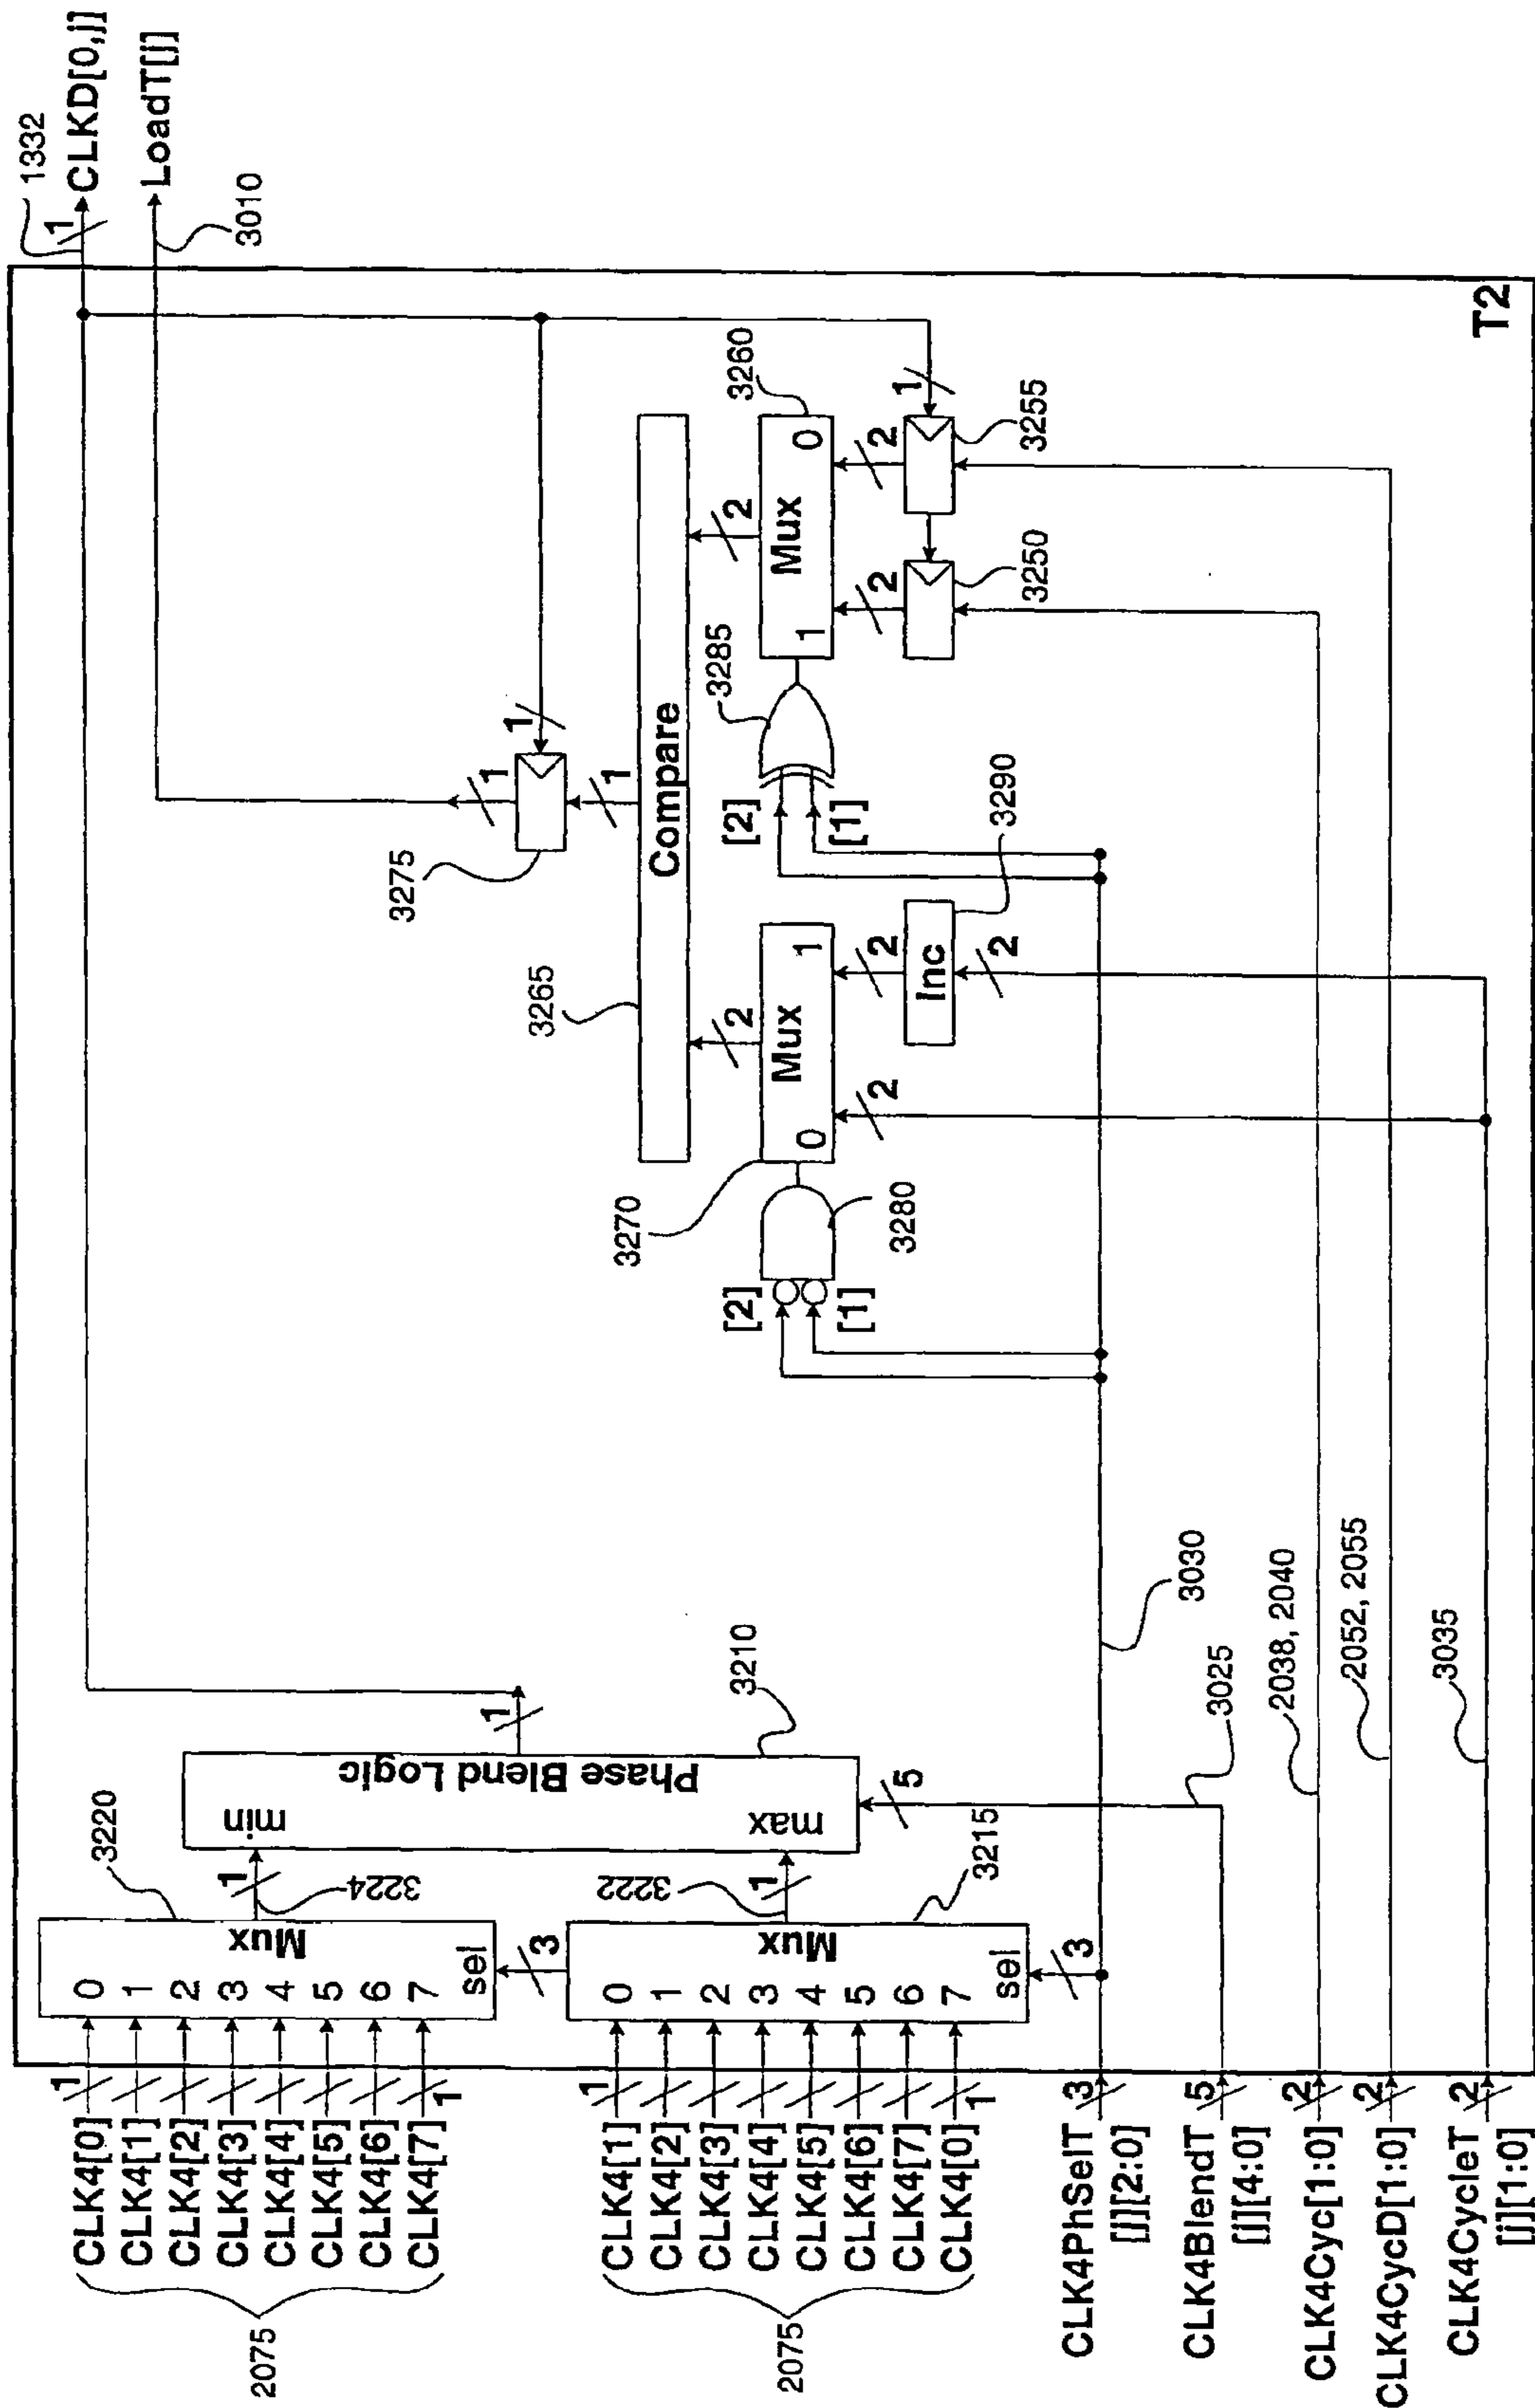 1332
CLKD[0,j]
LoadT[j]
3010
T2
3220
CLK4[0]
CLK4[1]
CLK4[2]
CLK4[3]
CLK4[4]
CLK4[5]
CLK4[6]
CLK4[7]
2075
1
1
0
1
2
3
4
5
6
7
Mux
sel
1
3224
3
CLK4[1]
CLK4[2]
CLK4[3]
CLK4[4]
CLK4[5]
CLK4[6]
CLK4[7]
CLK4[0]
2075
1
1
0
1
2
3
4
5
6
7
Mux
sel
3215
3222
1
3
min
max
Phase Blend Logic
3210
1
5
CLK4PhSelT
[j][2:0]
3
3030
CLK4BlendT
[j][4:0]
5
3025
CLK4Cyc[1:0]
2
2038, 2040
CLK4CycD[1:0]
2
2052, 2055
CLK4CycleT
[j][1:0]
2
3035
1
3275
1
1
1
3265
Compare
2
2
3270
0
Mux
1
[2]
[1]
3280
2
2
Inc
2
3290
[2]
[1]
3285
1
Mux
0
3260
2
2
1
3250
3255